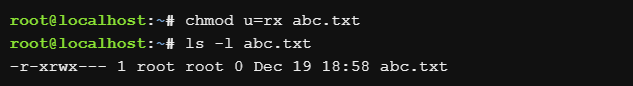 root@localhost:~# chmod u=rx abc.txt
root@localhost:~# ls -l abc.txt
-r-xrwx--- 1 root root 0 Dec 19 18:58 abc.txt